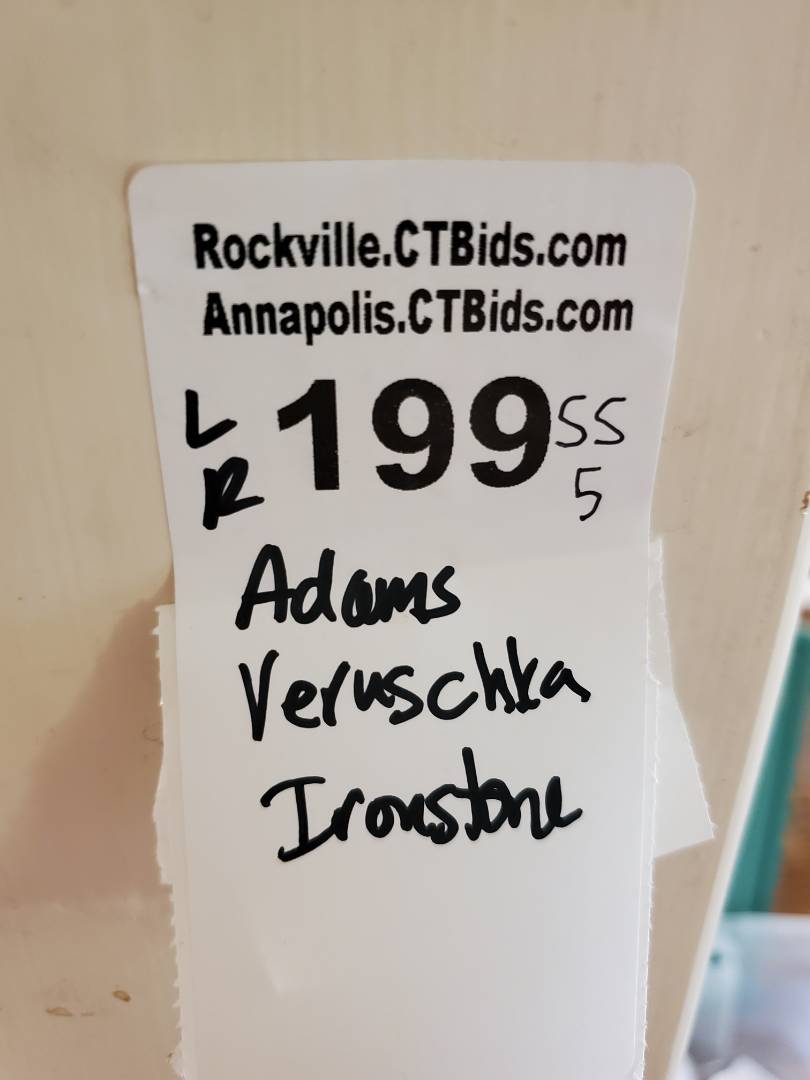 Rockville.CTBids.com
Annapolis.CTBids.com
L 199 SS
R 5
Adams
Veruschka
Ironstone